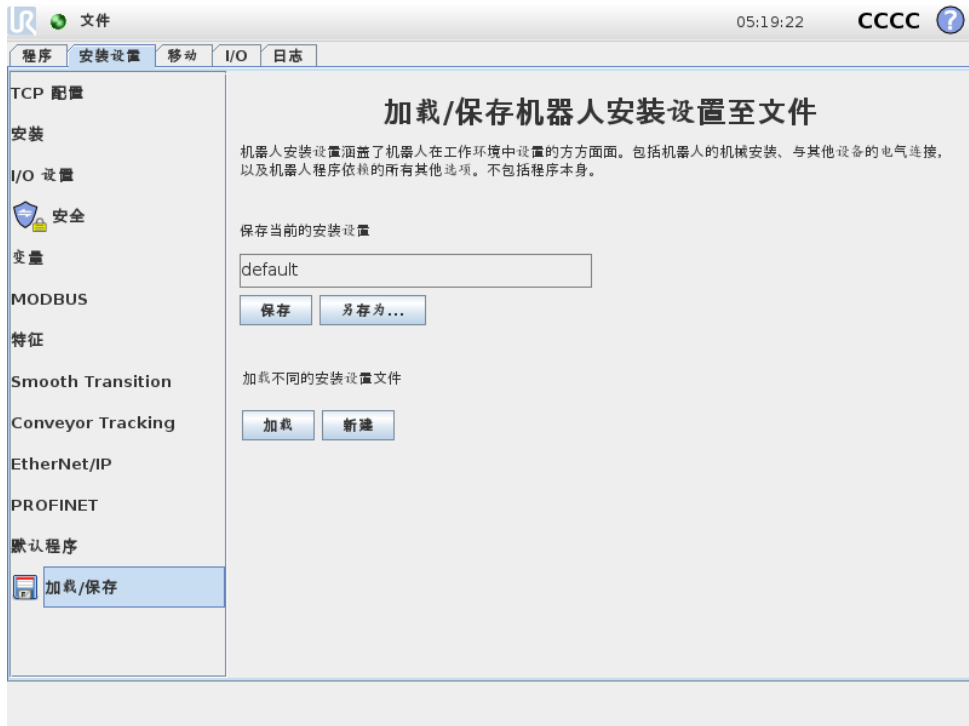 UR 文件 05:19:22 CCCC ?
程序 安装设置 移动 I/O 日志
TCP 配置
安装
I/O 设置
安全
变量
MODBUS
特征
Smooth Transition
Conveyor Tracking
EtherNet/IP
PROFINET
默认程序
加载/保存
加载/保存机器人安装设置至文件
机器人安装设置涵盖了机器人在工作环境中设置的方方面面。包括机器人的机械安装、与其他设备的电气连接，
以及机器人程序依赖的所有其他选项。不包括程序本身。
保存当前的安装设置
default
保存 另存为...
加载不同的安装设置文件
加载 新建